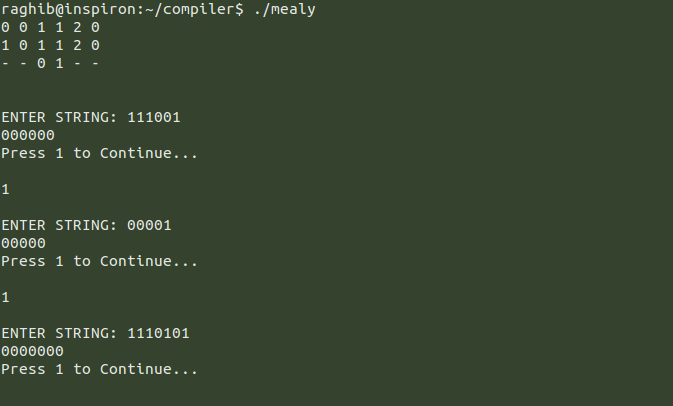 raghib@inspiron:~/compiler$ ./mealy
0 0 1 1 2 0
1 0 1 1 2 0
- - 0 1 - -
ENTER STRING: 111001
000000
Press 1 to Continue...
1
ENTER STRING: 00001
00000
Press 1 to Continue...
1
ENTER STRING: 1110101
0000000
Press 1 to Continue...